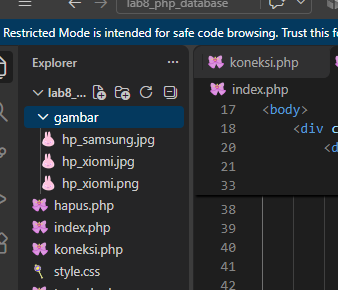 lab8_php_database
Restricted Mode is intended for safe code browsing. Trust this
Explorer
lab8_...
gambar
hp_samsung.jpg
hp_xiomi.jpg
hp_xiomi.png
hapus.php
index.php
koneksi.php
style.css
koneksi.php
index.php
17 <body>
18 <div
20 <d
21
33
38
39
40
41
42